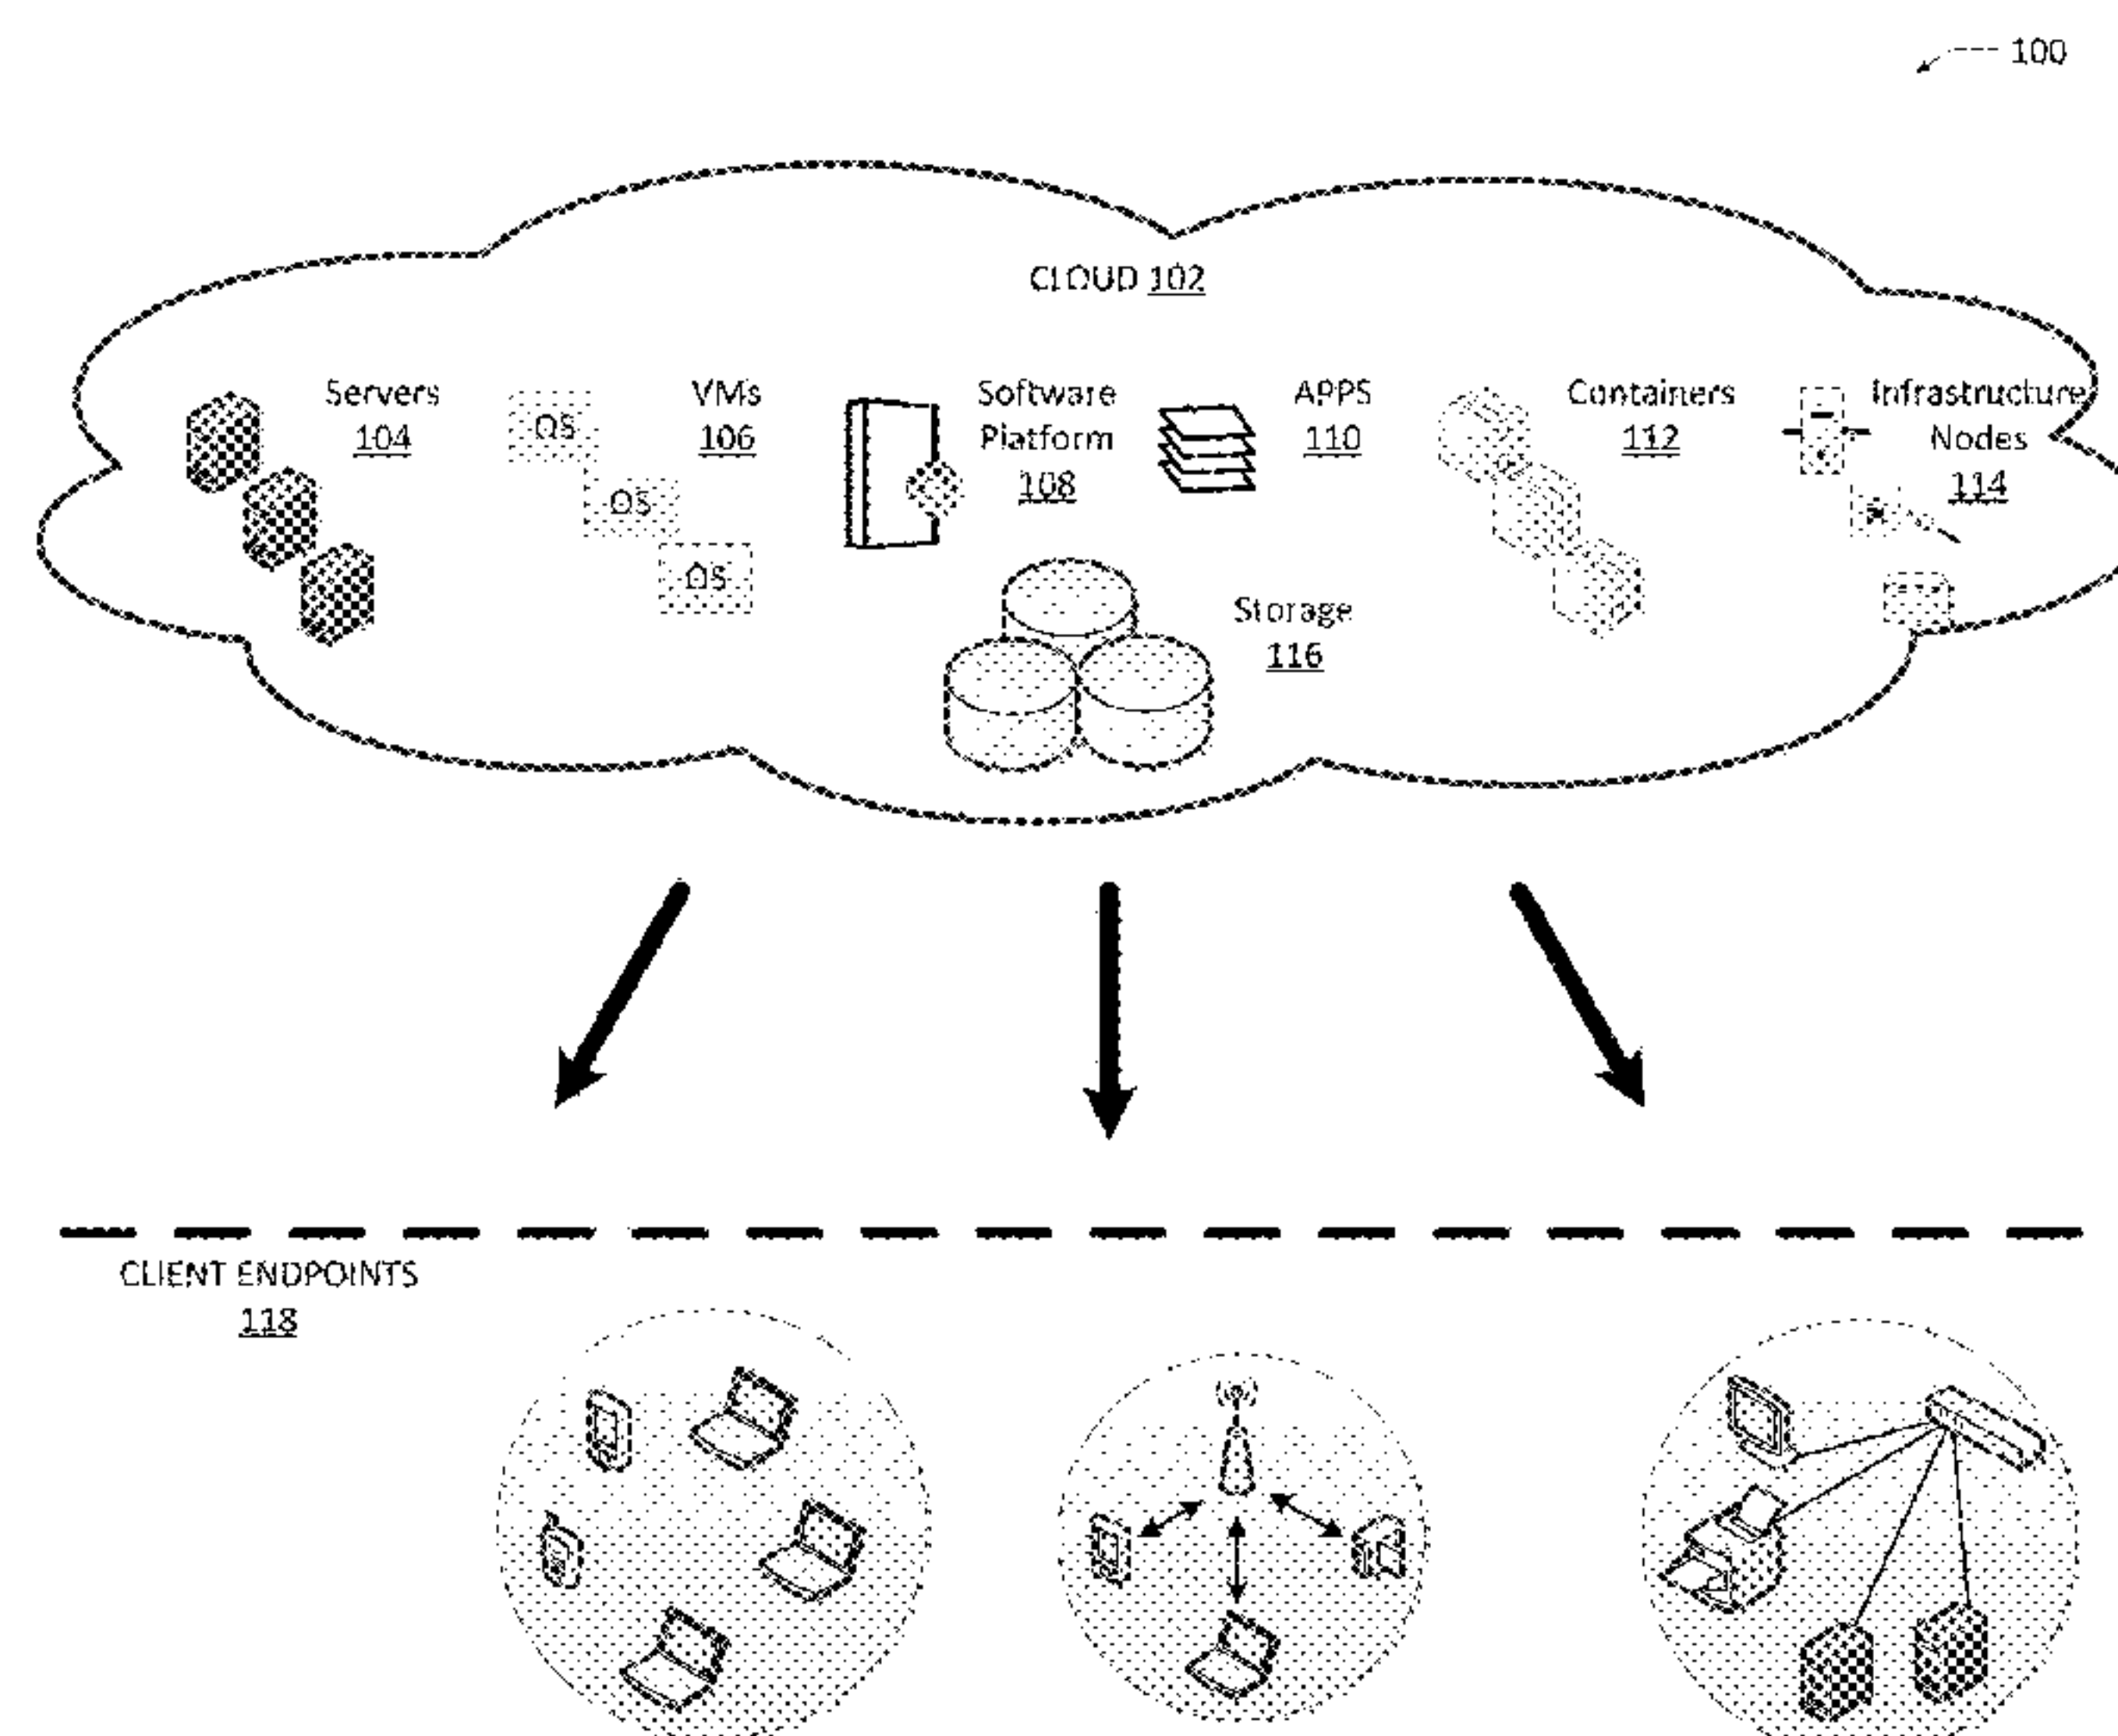 100
CLOUD 102
Servers
104
VMs
106
Software
Platform
108
APPS
110
Containers
112
Infrastructure
Nodes
114
OS
OS
OS
Storage
116
CLIENT ENDPOINTS
118